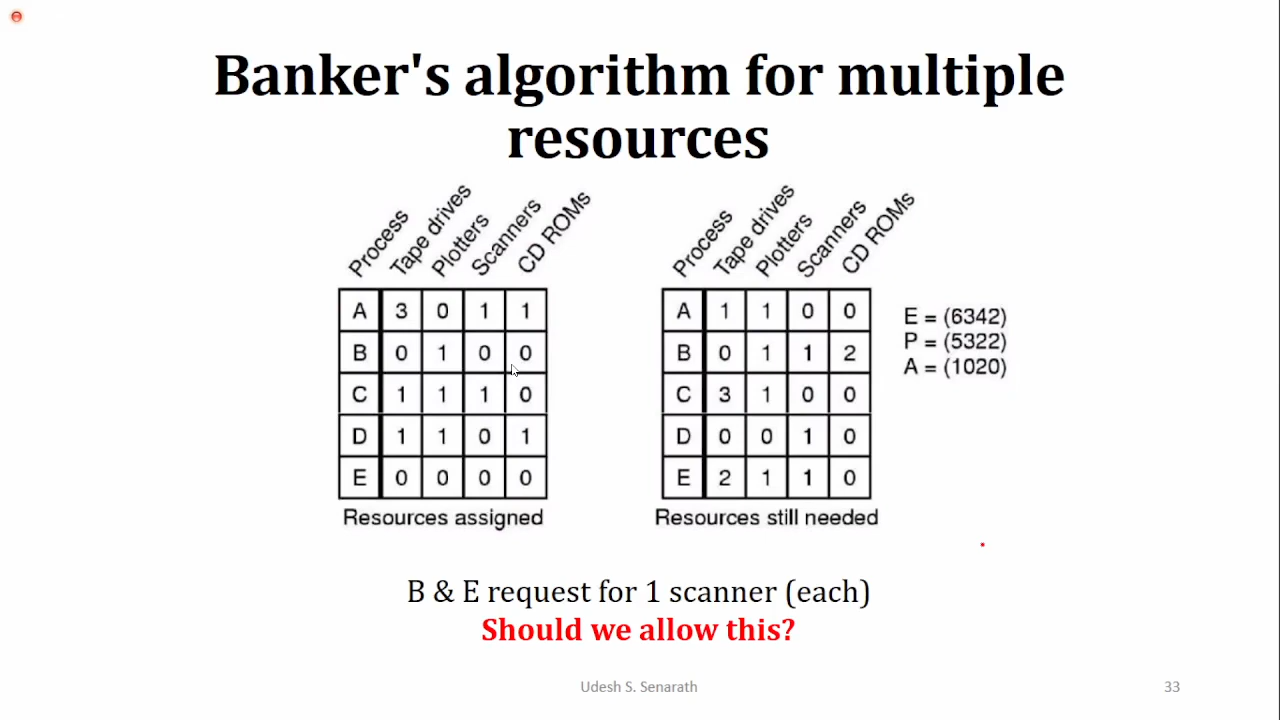 Banker's algorithm for multiple
resources
Process Tape drives Plotters Scanners CD ROMs
A 3 0 1 1
B 0 1 0 0
C 1 1 1 0
D 1 1 0 1
E 0 0 0 0
Resources assigned
Process Tape drives Plotters Scanners CD ROMs
A 1 1 0 0
B 0 1 1 2
C 3 1 0 0
D 0 0 1 0
E 2 1 1 0
Resources still needed
E = (6342)
P = (5322)
A = (1020)
B & E request for 1 scanner (each)
Should we allow this?
Udesh S. Senarath 33